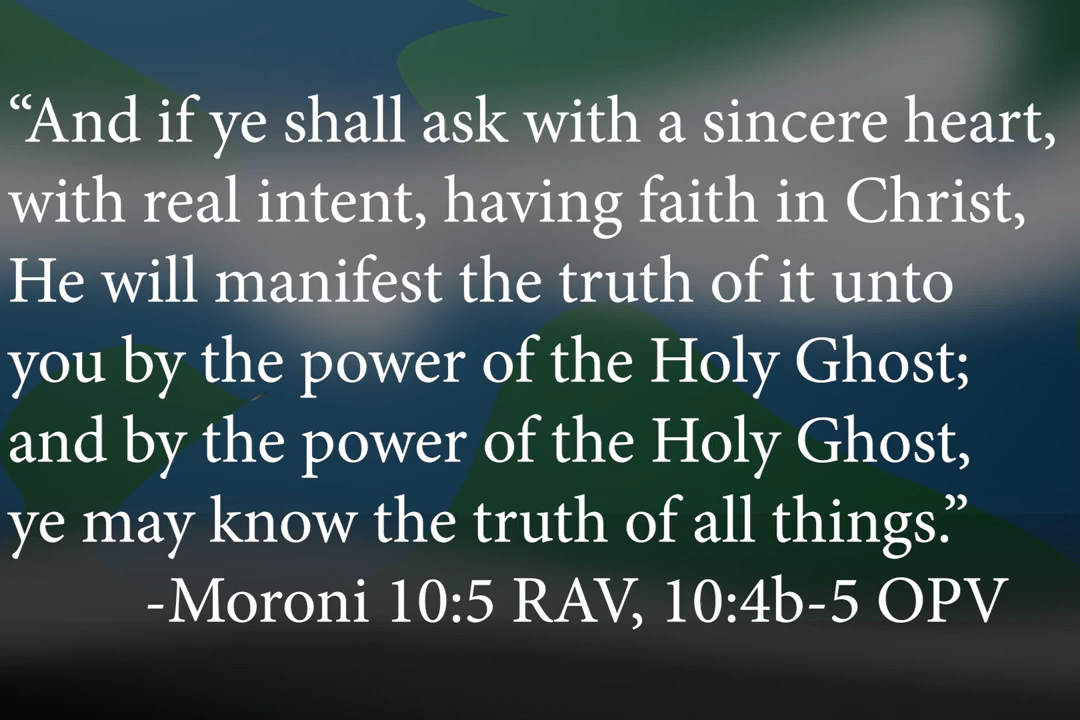 “And if ye shall ask with a sincere heart,
with real intent, having faith in Christ,
He will manifest the truth of it unto
you by the power of the Holy Ghost;
and by the power of the Holy Ghost,
ye may know the truth of all things.”
-Moroni 10:5 RAV, 10:4b-5 OPV